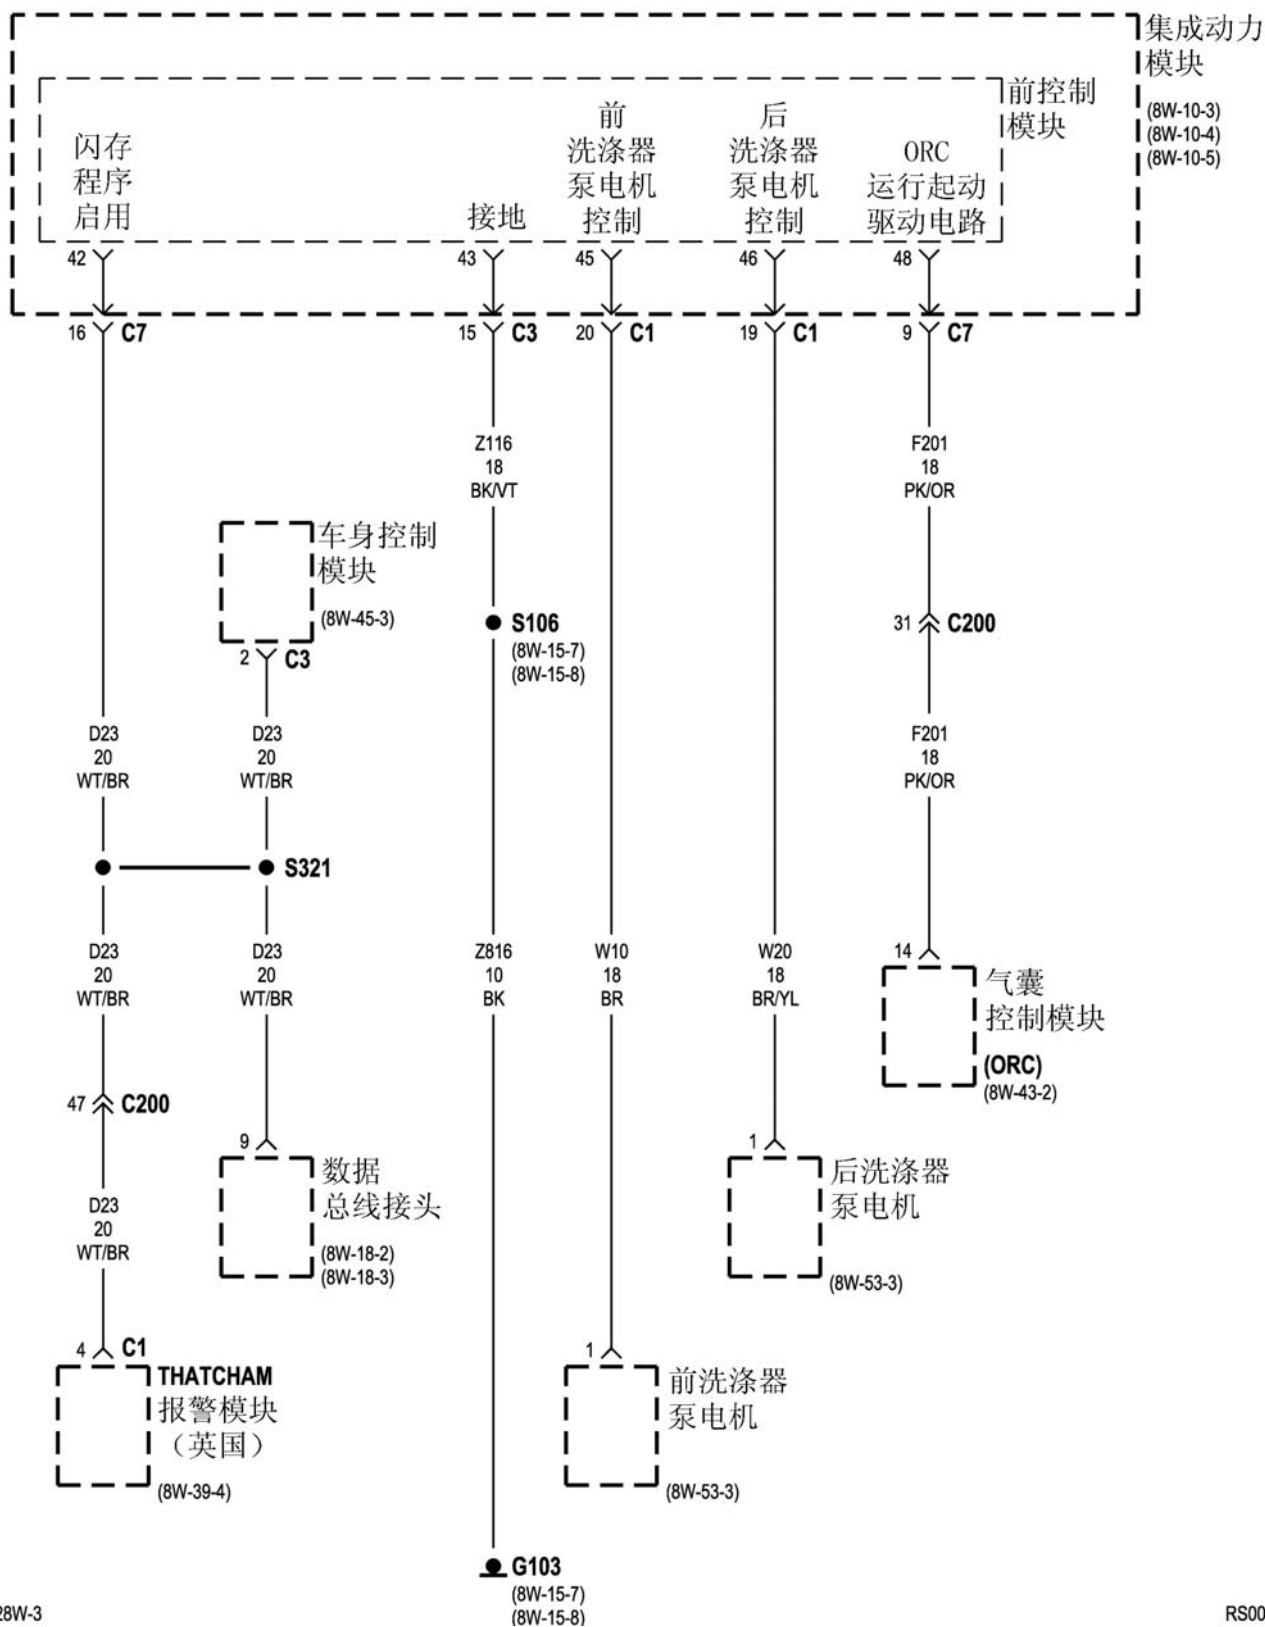 集成动力
模块
(8W-10-3)
(8W-10-4)
(8W-10-5)
前控制
模块
闪存
程序
启用
接地
前
洗涤器
泵电机
控制
后
洗涤器
泵电机
控制
ORC
运行起动
驱动电路
42
43
45
46
48
16 C7
15 C3
20 C1
19 C1
9 C7
Z116
18
BK/VT
F201
18
PK/OR
车身控制
模块
(8W-45-3)
2 C3
S106
(8W-15-7)
(8W-15-8)
31 C200
D23
20
WT/BR
D23
20
WT/BR
F201
18
PK/OR
S321
D23
20
WT/BR
D23
20
WT/BR
Z816
10
BK
W10
18
BR
W20
18
BR/YL
14
气囊
控制模块
(ORC)
(8W-43-2)
47 C200
9
数据
总线接头
(8W-18-2)
(8W-18-3)
1
后洗涤器
泵电机
(8W-53-3)
D23
20
WT/BR
4 C1
THATCHAM
报警模块
（英国）
(8W-39-4)
1
前洗涤器
泵电机
(8W-53-3)
G103
(8W-15-7)
(8W-15-8)
28W-3
RS00